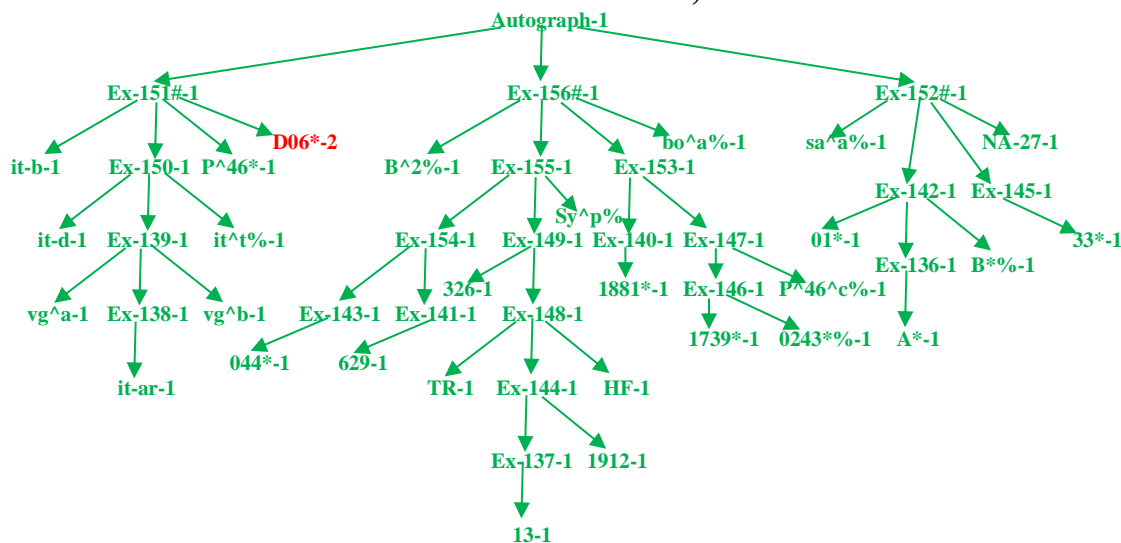 Autograph-1
Ex-151#-1 Ex-156#-1 Ex-152#-1
D06*-2 bo^a%-1 sa^a%-1 NA-27-1
it-b-1 Ex-150-1 P^46*-1 B^2%-1 Ex-155-1 Ex-153-1
Ex-142-1 Ex-145-1
Sy^p%
it-d-1 Ex-139-1 it^t%-1 Ex-154-1 Ex-149-1 Ex-140-1 Ex-147-1 01*-1 33*-1
Ex-136-1 B*%-1
326-1 1881*-1 Ex-146-1 P^46^c%-1
vg^a-1 Ex-138-1 vg^b-1 Ex-143-1 Ex-141-1 Ex-148-1
1739*-1 0243*%-1 A*-1
044*-1 629-1
it-ar-1 TR-1 Ex-144-1 HF-1
Ex-137-1 1912-1
13-1